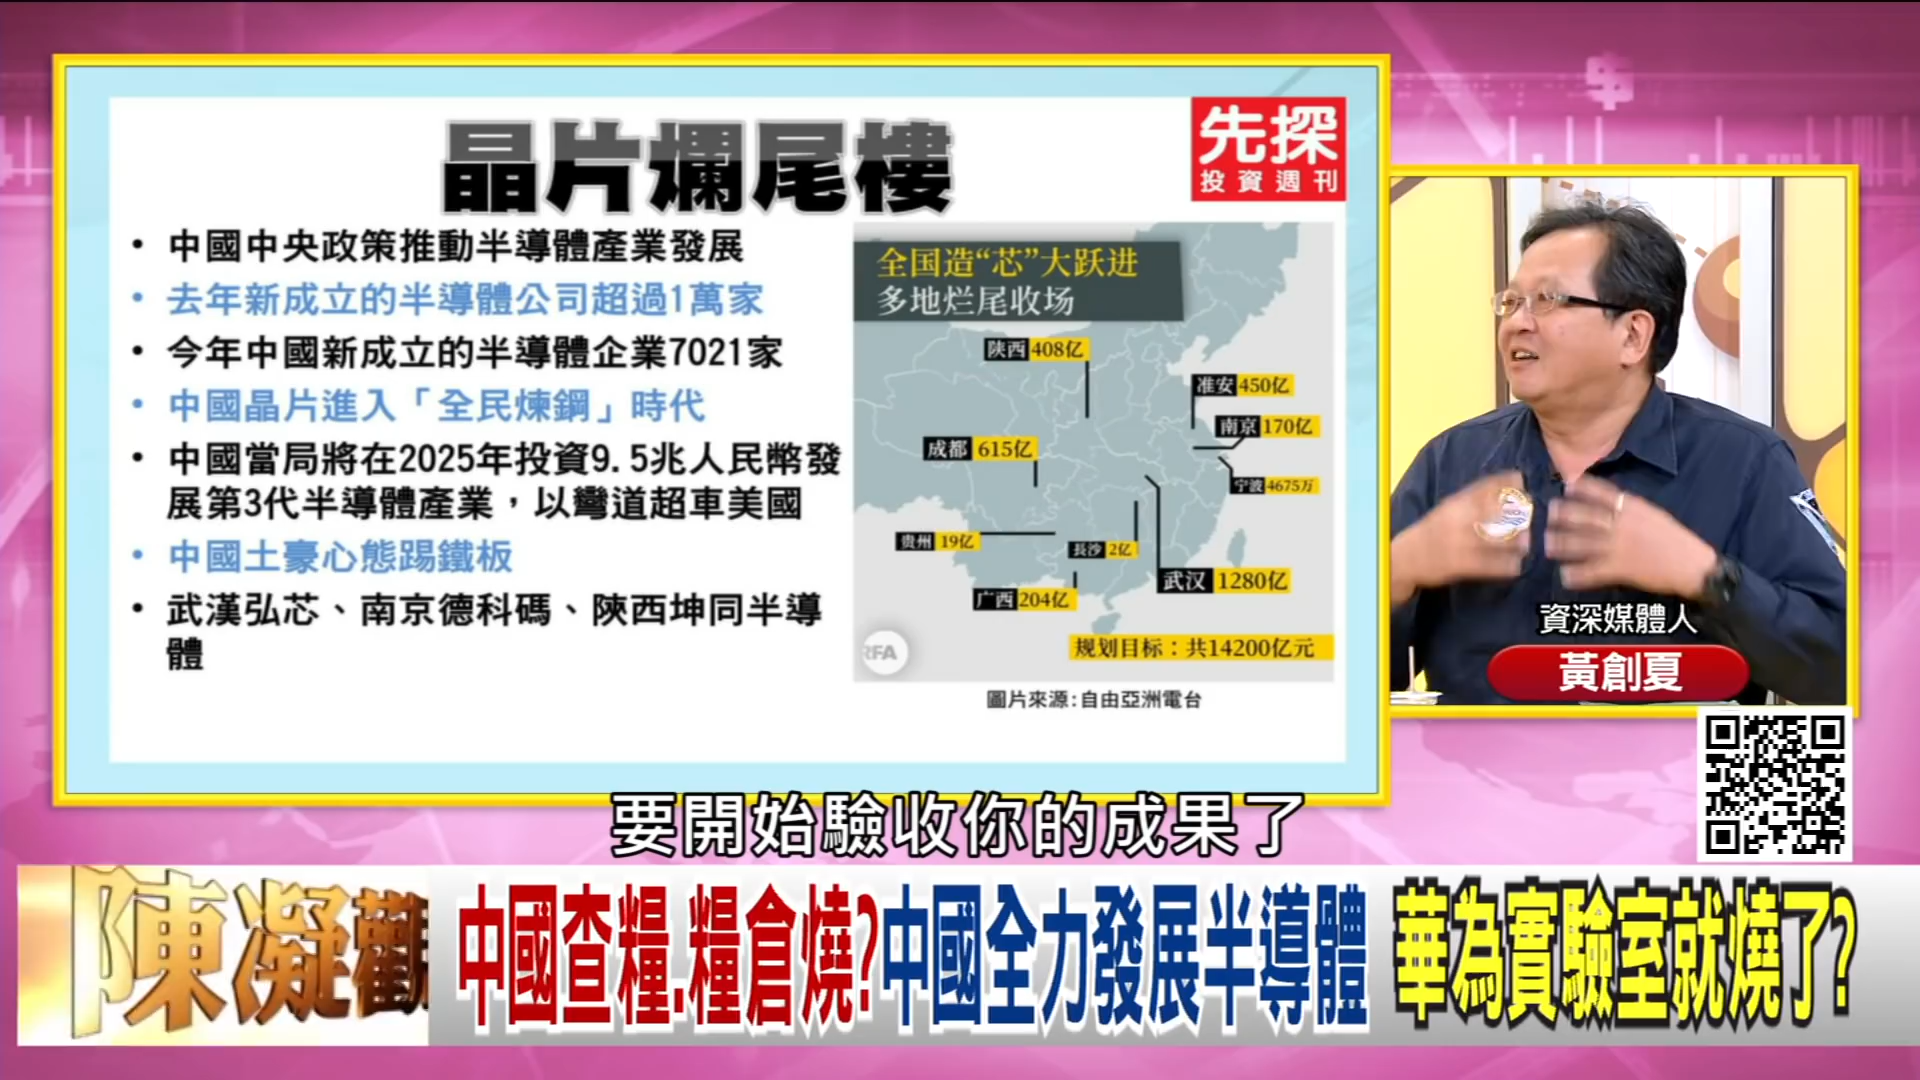 晶片爛尾樓
先探
投資週刊
• 中國中央政策推動半導體產業發展
• 去年新成立的半導體公司超過1萬家
• 今年中國新成立的半導體企業7021家
• 中國晶片進入「全民煉鋼」時代
• 中國當局將在2025年投資9.5兆人民幣發
展第3代半導體產業，以彎道超車美國
• 中國土豪心態踢鐵板
• 武漢弘芯、南京德科碼、陝西坤同半導
體
全国造“芯”大跃进
多地烂尾收场
陕西 408亿
淮安 450亿
南京 170亿
成都 615亿
宁波 4675万
贵州 19亿
長沙 2亿
武汉 1280亿
广西 204亿
规划目标：共14200亿元
RFA
圖片來源:自由亞洲電台
資深媒體人
黃創夏
要開始驗收你的成果了
陳凝觀
中國查糧.糧倉燒?中國全力發展半導體 華為實驗室就燒了?